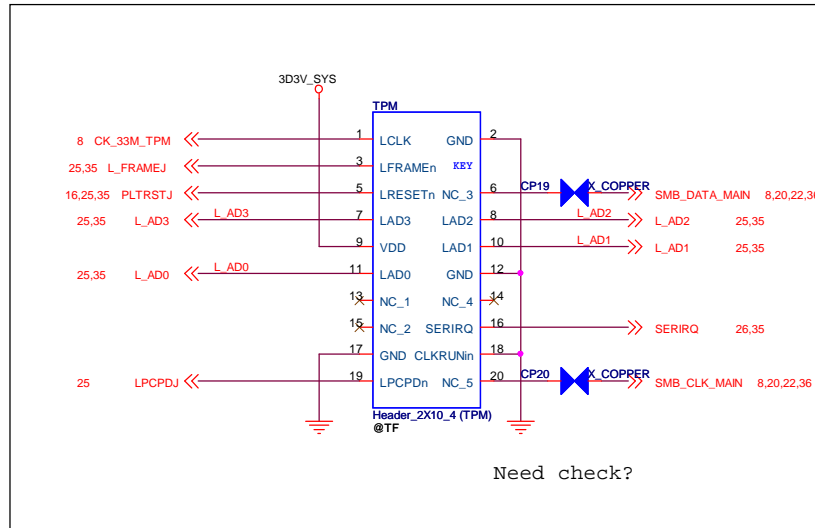 3D3V_SYS
TPM
8 CK_33M_TPM 1 LCLK GND 2
25,35 L_FRAMEJ 3 LFRAMEn KEY
16,25,35 PLTRSTJ 5 LRESETn NC_3 6 CP19 X_COPPER SMB_DATA_MAIN 8,20,22,36
25,35 L_AD3 L_AD3 7 LAD3 LAD2 8 L_AD2 L_AD2 25,35
9 VDD LAD1 10 L_AD1 L_AD1 25,35
25,35 L_AD0 L_AD0 11 LAD0 GND 12
13 NC_1 NC_4 14
15 NC_2 SERIRQ 16 SERIRQ 26,35
17 GND CLKRUNin 18
25 LPCPDJ 19 LPCPDn NC_5 20 CP20 X_COPPER SMB_CLK_MAIN 8,20,22,36
Header_2X10_4 (TPM)
@TF
Need check?